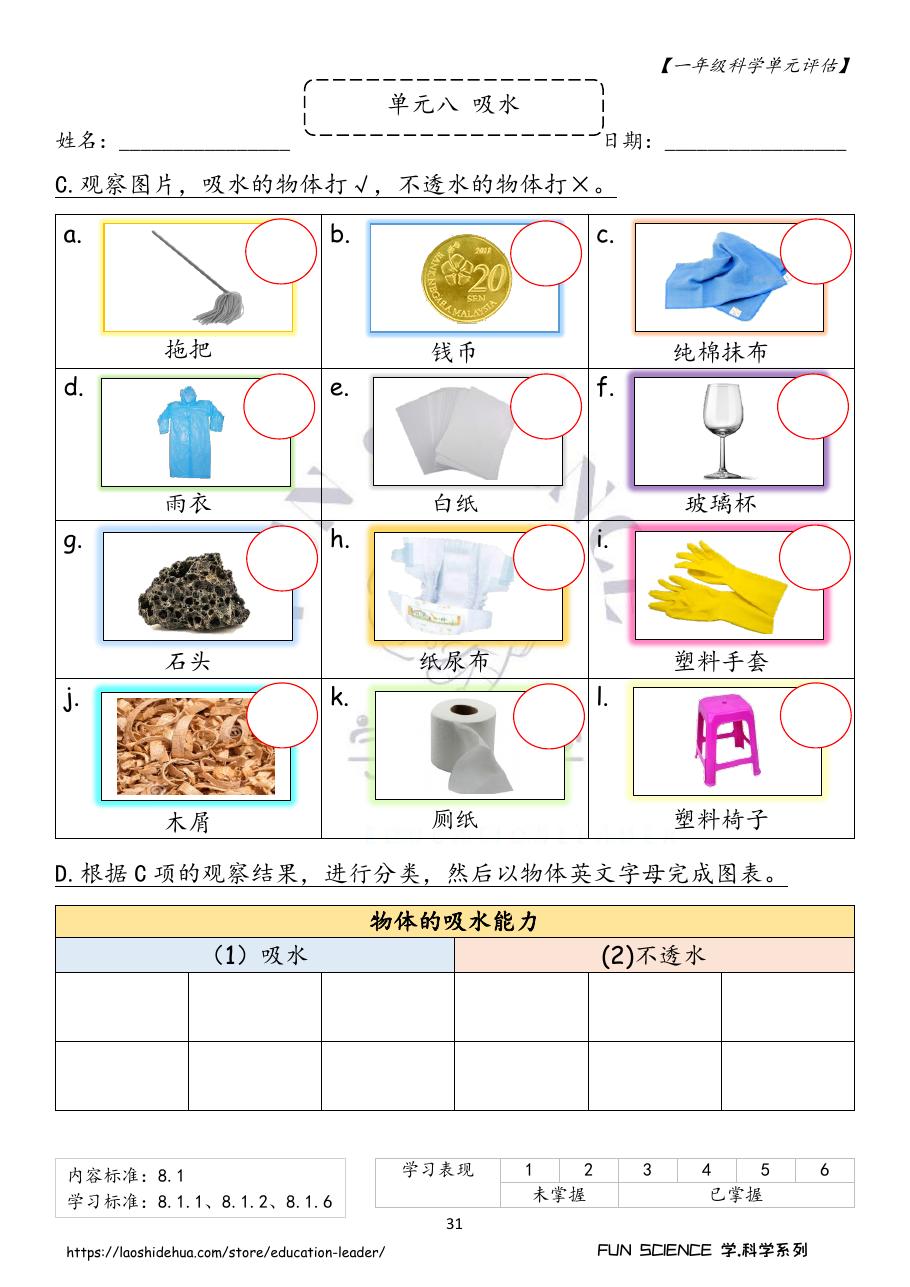 【一年级科学单元评估】
单元八 吸水
姓名：________________ 日期：_________________
C.观察图片，吸水的物体打√，不透水的物体打×。
a. b. c.
2011
20
SEN
BANK NEGARA MALAYSIA
拖把 钱币 纯棉抹布
d. e. f.
雨衣 白纸 玻璃杯
g. h. i.
石头 纸尿布 塑料手套
j. k. l.
木屑 厕纸 塑料椅子
D.根据C项的观察结果，进行分类，然后以物体英文字母完成图表。
物体的吸水能力
（1）吸水 (2)不透水
内容标准：8.1
学习标准：8.1.1、8.1.2、8.1.6
学习表现 1 2 3 4 5 6
未掌握 已掌握
31
https://laoshidehua.com/store/education-leader/ FUN SCIENCE 学.科学系列